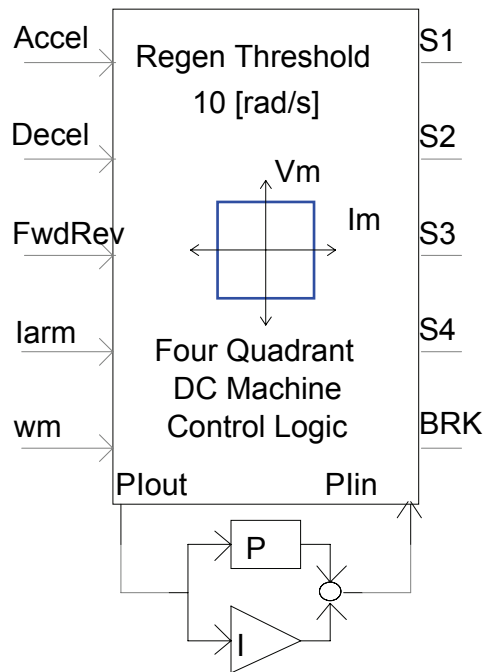 Accel
Regen Threshold
S1
10 [rad/s]
Decel
S2
Vm
FwdRev
Im
S3
Iarm
Four Quadrant
S4
DC Machine
wm
Control Logic
BRK
PIout
PIin
P
I